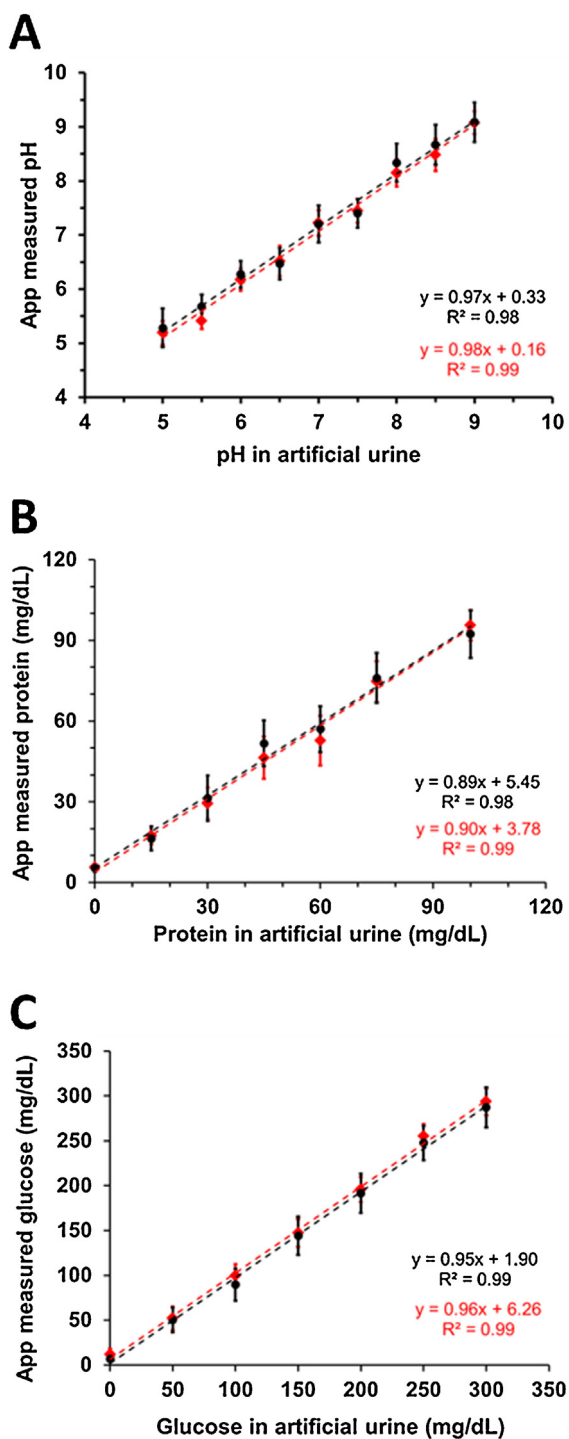 A
10
9
8
7
6
5
4
App measured pH
y = 0.97x + 0.33
R² = 0.98
y = 0.98x + 0.16
R² = 0.99
4 5 6 7 8 9 10
pH in artificial urine
B
120
90
60
30
0
App measured protein (mg/dL)
y = 0.89x + 5.45
R² = 0.98
y = 0.90x + 3.78
R² = 0.99
0 30 60 90 120
Protein in artificial urine (mg/dL)
C
350
300
250
200
150
100
50
0
App measured glucose (mg/dL)
y = 0.95x + 1.90
R² = 0.99
y = 0.96x + 6.26
R² = 0.99
0 50 100 150 200 250 300 350
Glucose in artificial urine (mg/dL)